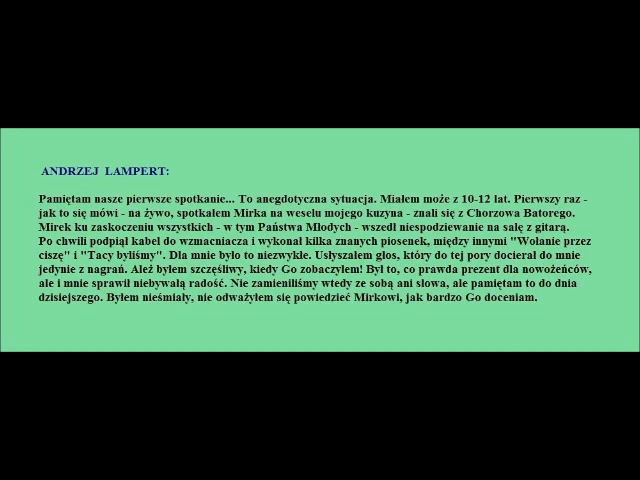 ANDRZEJ LAMPERT:
Pamiętam nasze pierwsze spotkanie... To anegdotyczna sytuacja. Miałem może z 10-12 lat. Pierwszy raz -
jak to się mówi - na żywo, spotkałem Mirka na weselu mojego kuzyna - znali się z Chorzowa Batorego.
Mirek ku zaskoczeniu wszystkich - w tym Państwa Młodych - wszedł niespodziewanie na salę z gitarą.
Po chwili podpiął kabel do wzmacniacza i wykonał kilka znanych piosenek, między innymi "Wołanie przez
ciszę" i "Tacy byliśmy". Dla mnie było to niezwykłe. Usłyszałem głos, który do tej pory docierał do mnie
jedynie z nagrań. Ależ byłem szczęśliwy, kiedy Go zobaczyłem! Był to, co prawda prezent dla nowożeńców,
ale i mnie sprawił niebywałą radość. Nie zamieniliśmy wtedy ze sobą ani słowa, ale pamiętam to do dnia
dzisiejszego. Byłem nieśmiały, nie odważyłem się powiedzieć Mirkowi, jak bardzo Go doceniam.